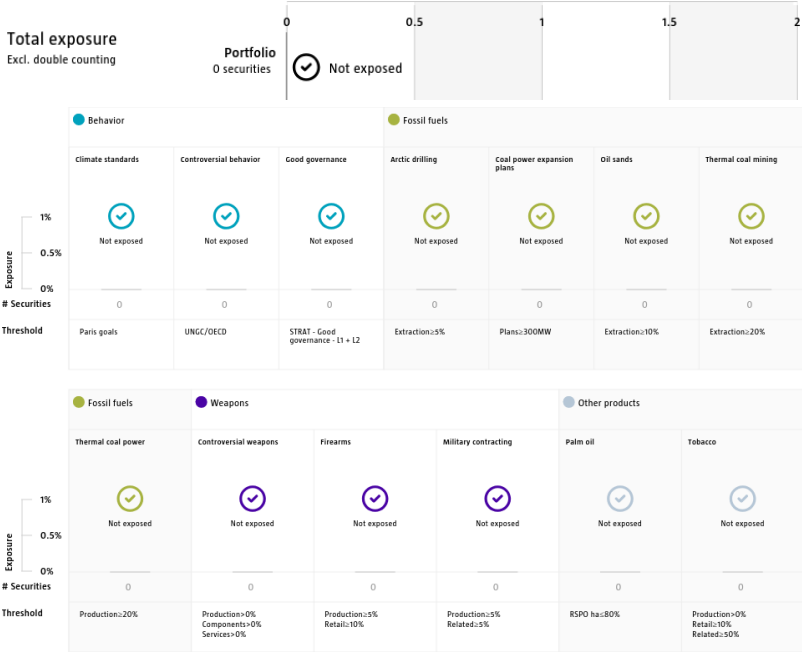 0 0.5 1 1.5 2
Total exposure
Excl. double counting
Portfolio
0 securities
Not exposed
Behavior
Fossil fuels
Climate standards
Controversial behavior
Good governance
Arctic drilling
Coal power expansion
plans
Oil sands
Thermal coal mining
Exposure
1%
0.5%
0%
Not exposed Not exposed Not exposed Not exposed Not exposed Not exposed Not exposed
# Securities 0 0 0 0 0 0 0
Threshold
Paris goals
UNGC/OECD
STRAT - Good
governance - L1 + L2
Extraction≥5%
Plans≥300MW
Extraction≥10%
Extraction≥20%
Fossil fuels
Weapons
Other products
Thermal coal power
Controversial weapons
Firearms
Military contracting
Palm oil
Tobacco
Exposure
1%
0.5%
0%
Not exposed Not exposed Not exposed Not exposed Not exposed Not exposed
# Securities 0 0 0 0 0 0
Threshold
Production≥20%
Production>0%
Components>0%
Services>0%
Production≥5%
Retail≥10%
Production≥5%
Related≥5%
RSPO ha≤80%
Production>0%
Retail≥10%
Related≥50%